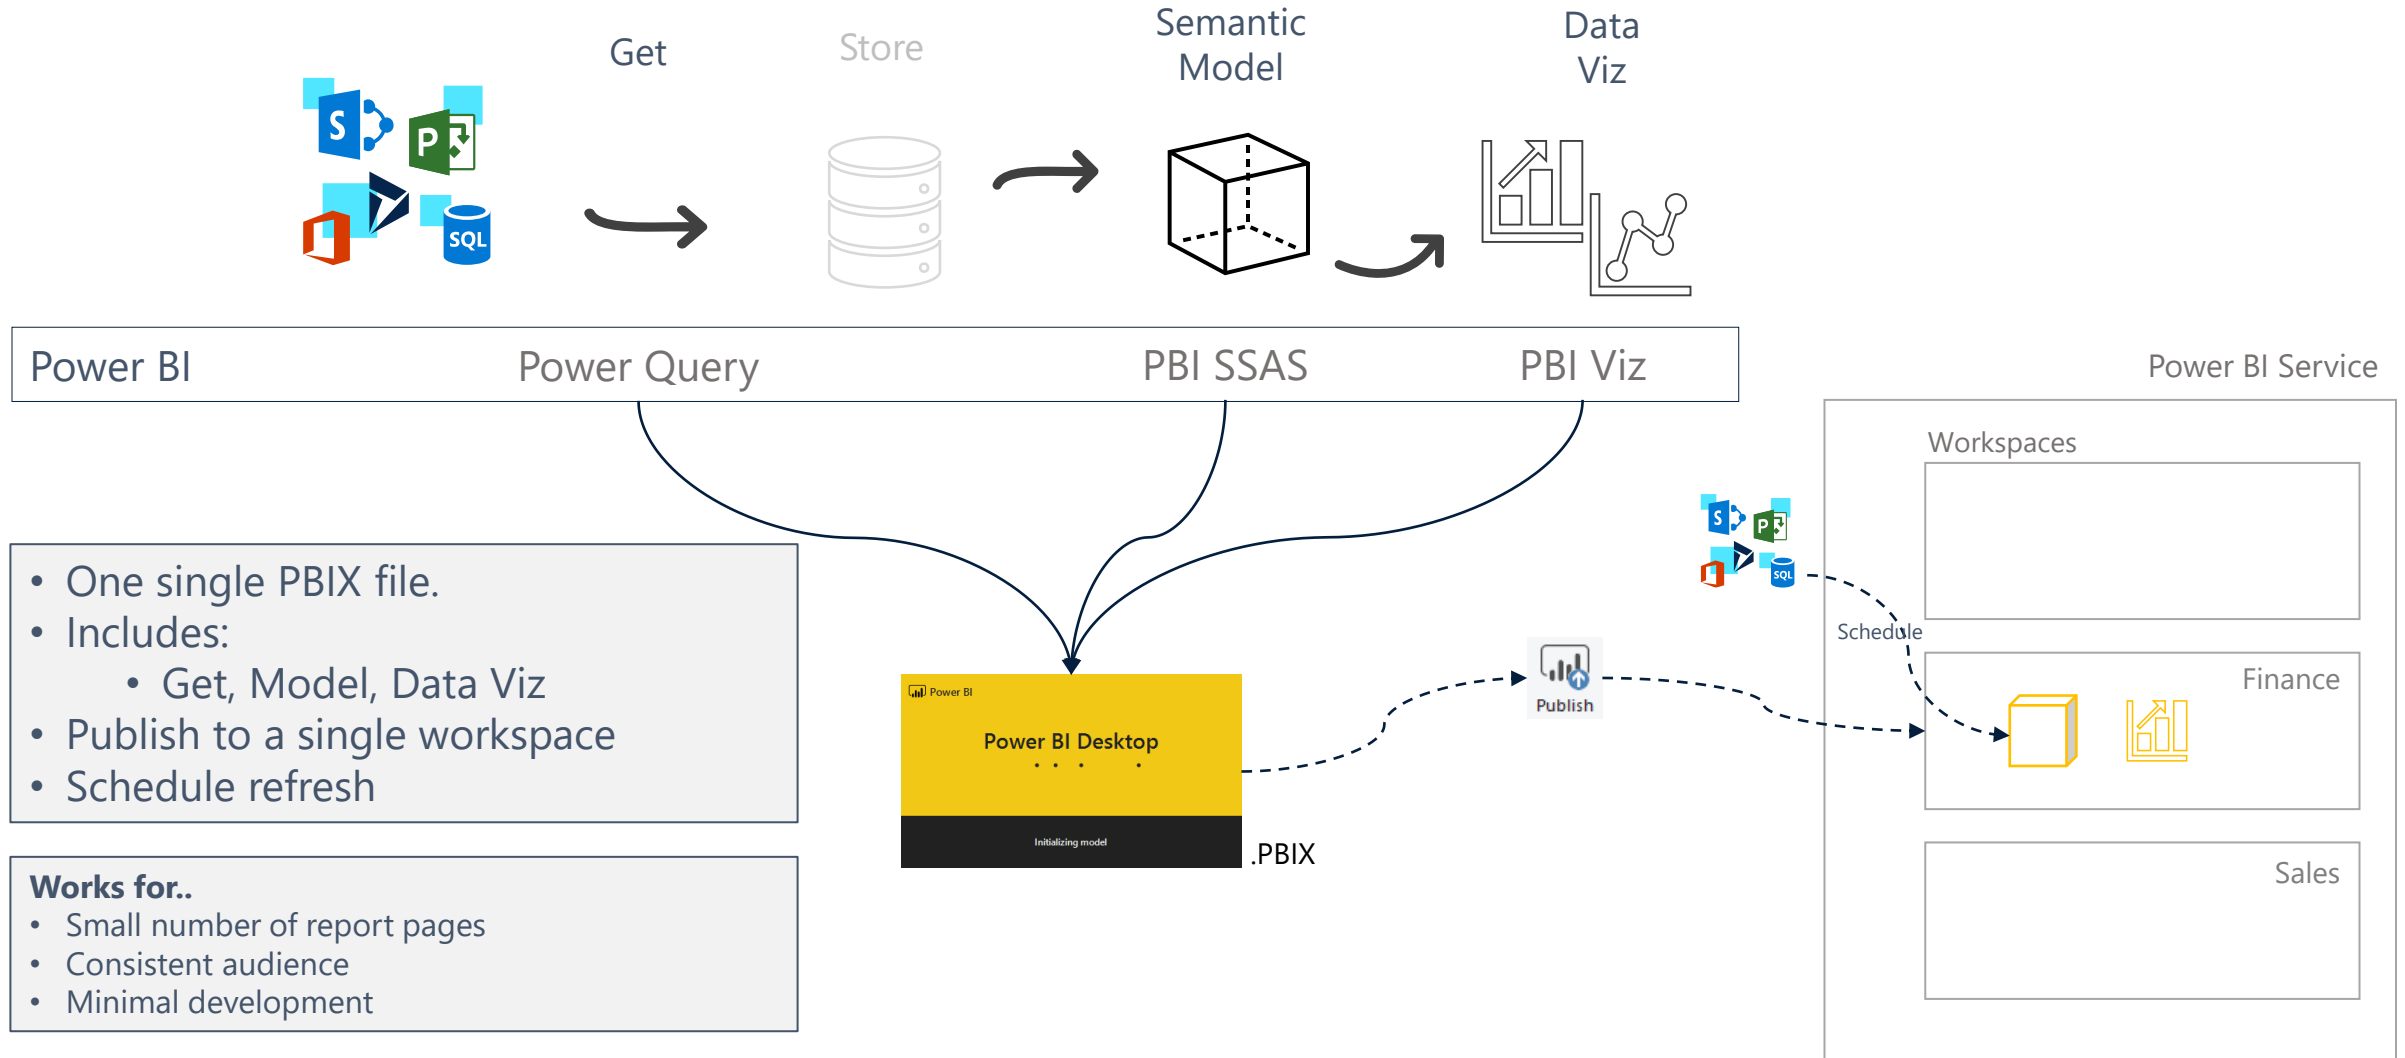 Get
Store
Semantic
Model
Data
Viz
S
P
SQL
Power BI
Power Query
PBI SSAS
PBI Viz
Power BI Service
Workspaces
S
P
SQL
• One single PBIX file.
• Includes:
• Get, Model, Data Viz
• Publish to a single workspace
• Schedule refresh
Schedule
Publish
Finance
Power BI
Power BI Desktop
Initializing model
.PBIX
Sales
Works for..
• Small number of report pages
• Consistent audience
• Minimal development